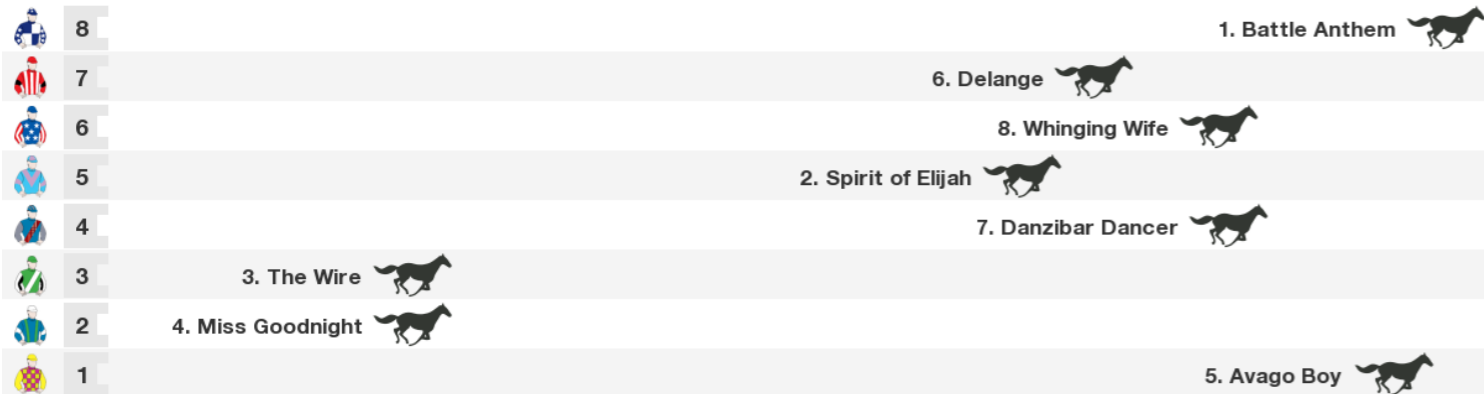 8 1. Battle Anthem
7 6. Delange
6 8. Whinging Wife
5 2. Spirit of Elijah
4 7. Danzibar Dancer
3 3. The Wire
2 4. Miss Goodnight
1 5. Avago Boy